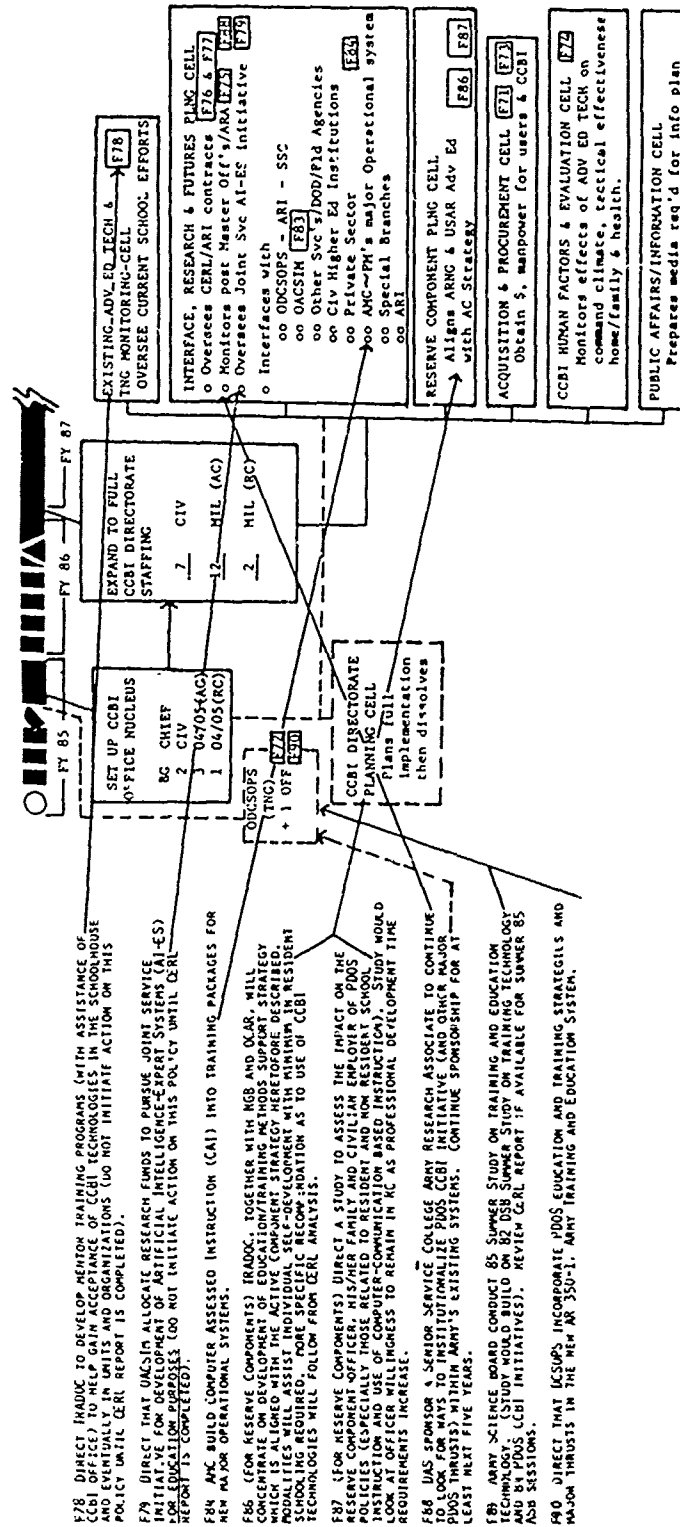 FY 85
FY 86
FY 87
SET UP CCBI
OFFICE NUCLEUS
BG CHIEF
2 CIV
3 04/05(AC)
1 04/05(RC)
EXPAND TO FULL
CCBI DIRECTORATE
STAFFING
7 CIV
12 MIL (AC)
2 MIL (RC)
ODCSOPS
(TNG) F77
+ 1 OFF F90
CCBI DIRECTORATE
PLANNING CELL
Plans full
implementation
then dissolves
EXISTING ADV ED TECH &
TNG MONITORING-CELL F78
OVERSEE CURRENT SCHOOL EFFORTS
INTERFACE, RESEARCH & FUTURES PLNG CELL
o Oversees CERL/ARI contracts F76 & F77
o Monitors post Master Off's/ARA F75 F88
o Oversees Joint Svc AI-ES Initiative F79
o Interfaces with
oo ODCSOPS - ARI - SSC
oo OACSIM F83
oo Other Svc's/DOD/Fld Agencies
oo Civ Higher Ed Institutions
oo Private Sector F84
oo AMC~PM's major Operational system
oo Special Branches
oo ARI
RESERVE COMPONENT PLNG CELL
Aligns ARNG & USAR Adv Ed
with AC Strategy F86 F87
ACQUISITION & PROCUREMENT CELL F71 F73
Obtain $, manpower for users & CCBI
CCBI HUMAN FACTORS & EVALUATION CELL F74
Monitors effects of ADV ED TECK on
command climate, tectical effectiveness
home/family & health.
PUBLIC AFFAIRS/INFORMATION CELL
Prepares media req'd for info plan
F78 DIRECT TRADOC TO DEVELOP MENTOR TRAINING PROGRAMS (WITH ASSISTANCE OF
CCBI OFFICE) TO HELP GAIN ACCEPTANCE OF CCBI TECHNOLOGIES IN THE SCHOOLHOUSE
AND EVENTUALLY IN UNITS AND ORGANIZATIONS (DO NOT INITIATE ACTION ON THIS
POLICY UNTIL CERL REPORT IS COMPLETED).
F79 DIRECT THAT OACSIM ALLOCATE RESEARCH FUNDS TO PURSUE JOINT SERVICE
INITIATIVE FOR DEVELOPMENT OF ARTIFICIAL INTELLIGENCE-EXPERT SYSTEMS (AI-ES)
FOR EDUCATION PURPOSES (DO NOT INITIATE ACTION ON THIS POLICY UNTIL CERL
REPORT IS COMPLETED).
F84 AMC BUILD COMPUTER ASSESSED INSTRUCTION (CAI) INTO TRAINING PACKAGES FOR
NEW MAJOR OPERATIONAL SYSTEMS.
F86 (FOR RESERVE COMPONENTS) TRADOC, TOGETHER WITH NGB AND OCAR, WILL
CONCENTRATE ON DEVELOPMENT OF EDUCATION/TRAINING METHODS SUPPORT STRATEGY
WHICH IS ALIGNED WITH THE ACTIVE COMPONENT STRATEGY HERETOFORE DESCRIBED.
MODALITIES WILL ASSIST INDIVIDUAL SELF-DEVELOPMENT WITH MINIMUM IN RESIDENT
SCHOOLING REQUIRED. MORE SPECIFIC RECOMMENDATION AS TO USE OF CCBI
TECHNOLOGIES WILL FOLLOW FROM CERL ANALYSIS.
F87 (FOR RESERVE COMPONENTS) DIRECT A STUDY TO ASSESS THE IMPACT ON THE
RESERVE COMPONENT OFFICER, HIS/HER FAMILY AND CIVILIAN EMPLOYER OF PDOS
POLICIES (ESPECIALLY THOSE RELATED TO RESIDENT AND NON RESIDENT SCHOOL
INSTRUCTION AND USE OF COMPUTER-COMMUNICATION BASED INSTRUCTION). STUDY WOULD
LOOK AT OFFICER WILLINGNESS TO REMAIN IN RC AS PROFESSIONAL DEVELOPMENT TIME
REQUIREMENTS INCREASE.
F88 DAS SPONSOR 4 SENIOR SERVICE COLLEGE ARMY RESEARCH ASSOCIATE TO CONTINUE
TO LOOK FOR WAYS TO INSTITUTIONALIZE PDOS CCBI INITIATIVE (AND OTHER MAJOR
PDOS THRUSTS) WITHIN ARMY'S EXISTING SYSTEMS. CONTINUE SPONSORSHIP FOR AT
LEAST NEXT FIVE YEARS.
F89 ARMY SCIENCE BOARD CONDUCT 85 SUMMER STUDY ON TRAINING AND EDUCATION
TECHNOLOGY. (STUDY WOULD BUILD ON 82 DSB SUMMER STUDY ON TRAINING TECHNOLOGY
AND 84 PDOS CCBI INITIATIVES). REVIEW CERL REPORT IF AVAILABLE FOR SUMMER 85
ASB SESSIONS.
F90 DIRECT THAT DCSOPS INCORPORATE PDOS EDUCATION AND TRAINING STRATEGIES AND
MAJOR THRUSTS IN THE NEW AR 350-1, ARMY TRAINING AND EDUCATION SYSTEM.